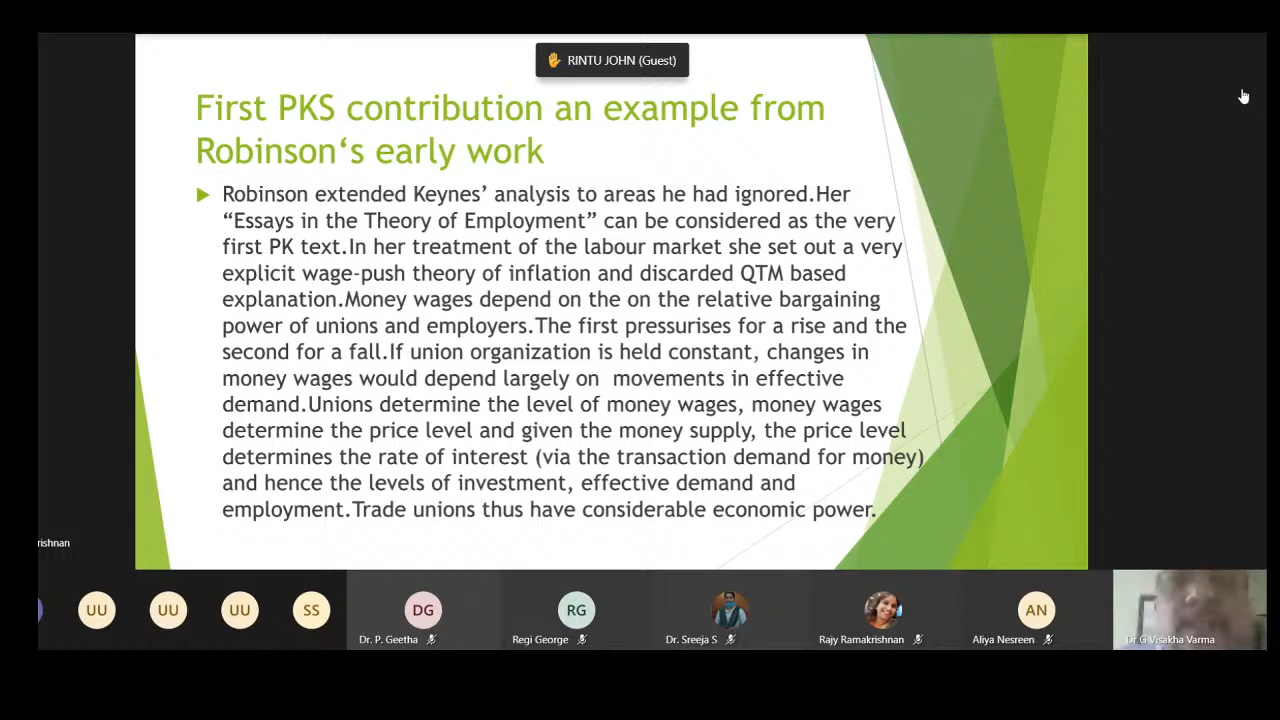 RINTU JOHN (Guest)
First PKS contribution an example from
Robinson‘s early work
Robinson extended Keynes’ analysis to areas he had ignored.Her
“Essays in the Theory of Employment” can be considered as the very
first PK text.In her treatment of the labour market she set out a very
explicit wage-push theory of inflation and discarded QTM based
explanation.Money wages depend on the on the relative bargaining
power of unions and employers.The first pressurises for a rise and the
second for a fall.If union organization is held constant, changes in
money wages would depend largely on movements in effective
demand.Unions determine the level of money wages, money wages
determine the price level and given the money supply, the price level
determines the rate of interest (via the transaction demand for money)
and hence the levels of investment, effective demand and
employment.Trade unions thus have considerable economic power.
rishnan
UU UU UU SS DG RG AN
Dr. P. Geetha Regi George Dr. Sreeja S Rajy Ramakrishnan Aliya Nesreen Dr G Visakha Varma